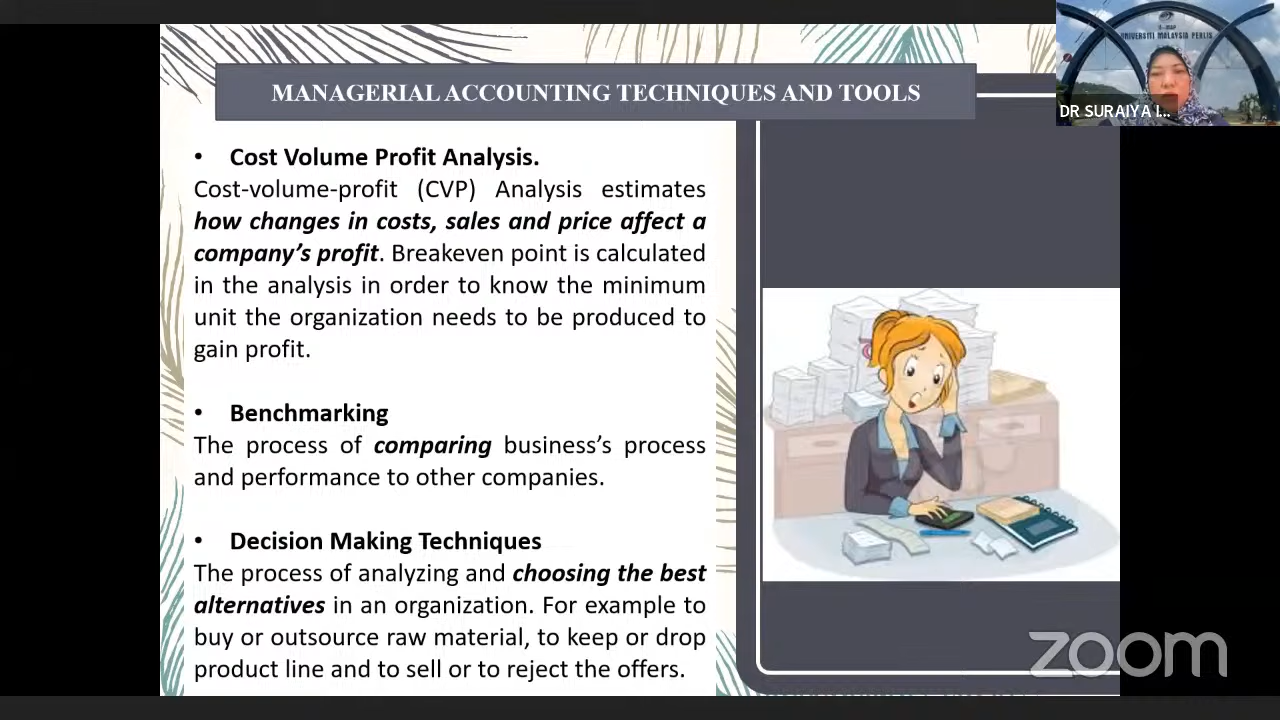 MANAGERIAL ACCOUNTING TECHNIQUES AND TOOLS
UNIVERSITI MALAYSIA PERLIS
DR SURAIYA I...
• Cost Volume Profit Analysis.
Cost-volume-profit (CVP) Analysis estimates
how changes in costs, sales and price affect a
company’s profit. Breakeven point is calculated
in the analysis in order to know the minimum
unit the organization needs to be produced to
gain profit.
• Benchmarking
The process of comparing business’s process
and performance to other companies.
• Decision Making Techniques
The process of analyzing and choosing the best
alternatives in an organization. For example to
buy or outsource raw material, to keep or drop
product line and to sell or to reject the offers.
zoom